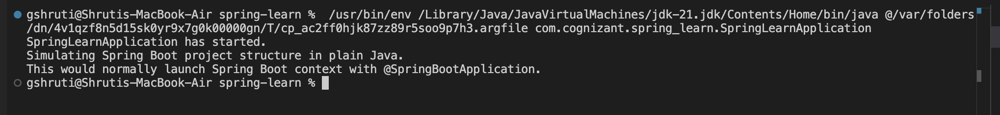 gshruti@Shrutis-MacBook-Air spring-learn %  /usr/bin/env /Library/Java/JavaVirtualMachines/jdk-21.jdk/Contents/Home/bin/java @/var/folders
/dn/4v1qzf8n5d15sk0yr9x7g0k00000gn/T/cp_ac2ff0hjk87zz89r5soo9p7h3.argfile com.cognizant.spring_learn.SpringLearnApplication
SpringLearnApplication has started.
Simulating Spring Boot project structure in plain Java.
This would normally launch Spring Boot context with @SpringBootApplication.
gshruti@Shrutis-MacBook-Air spring-learn %